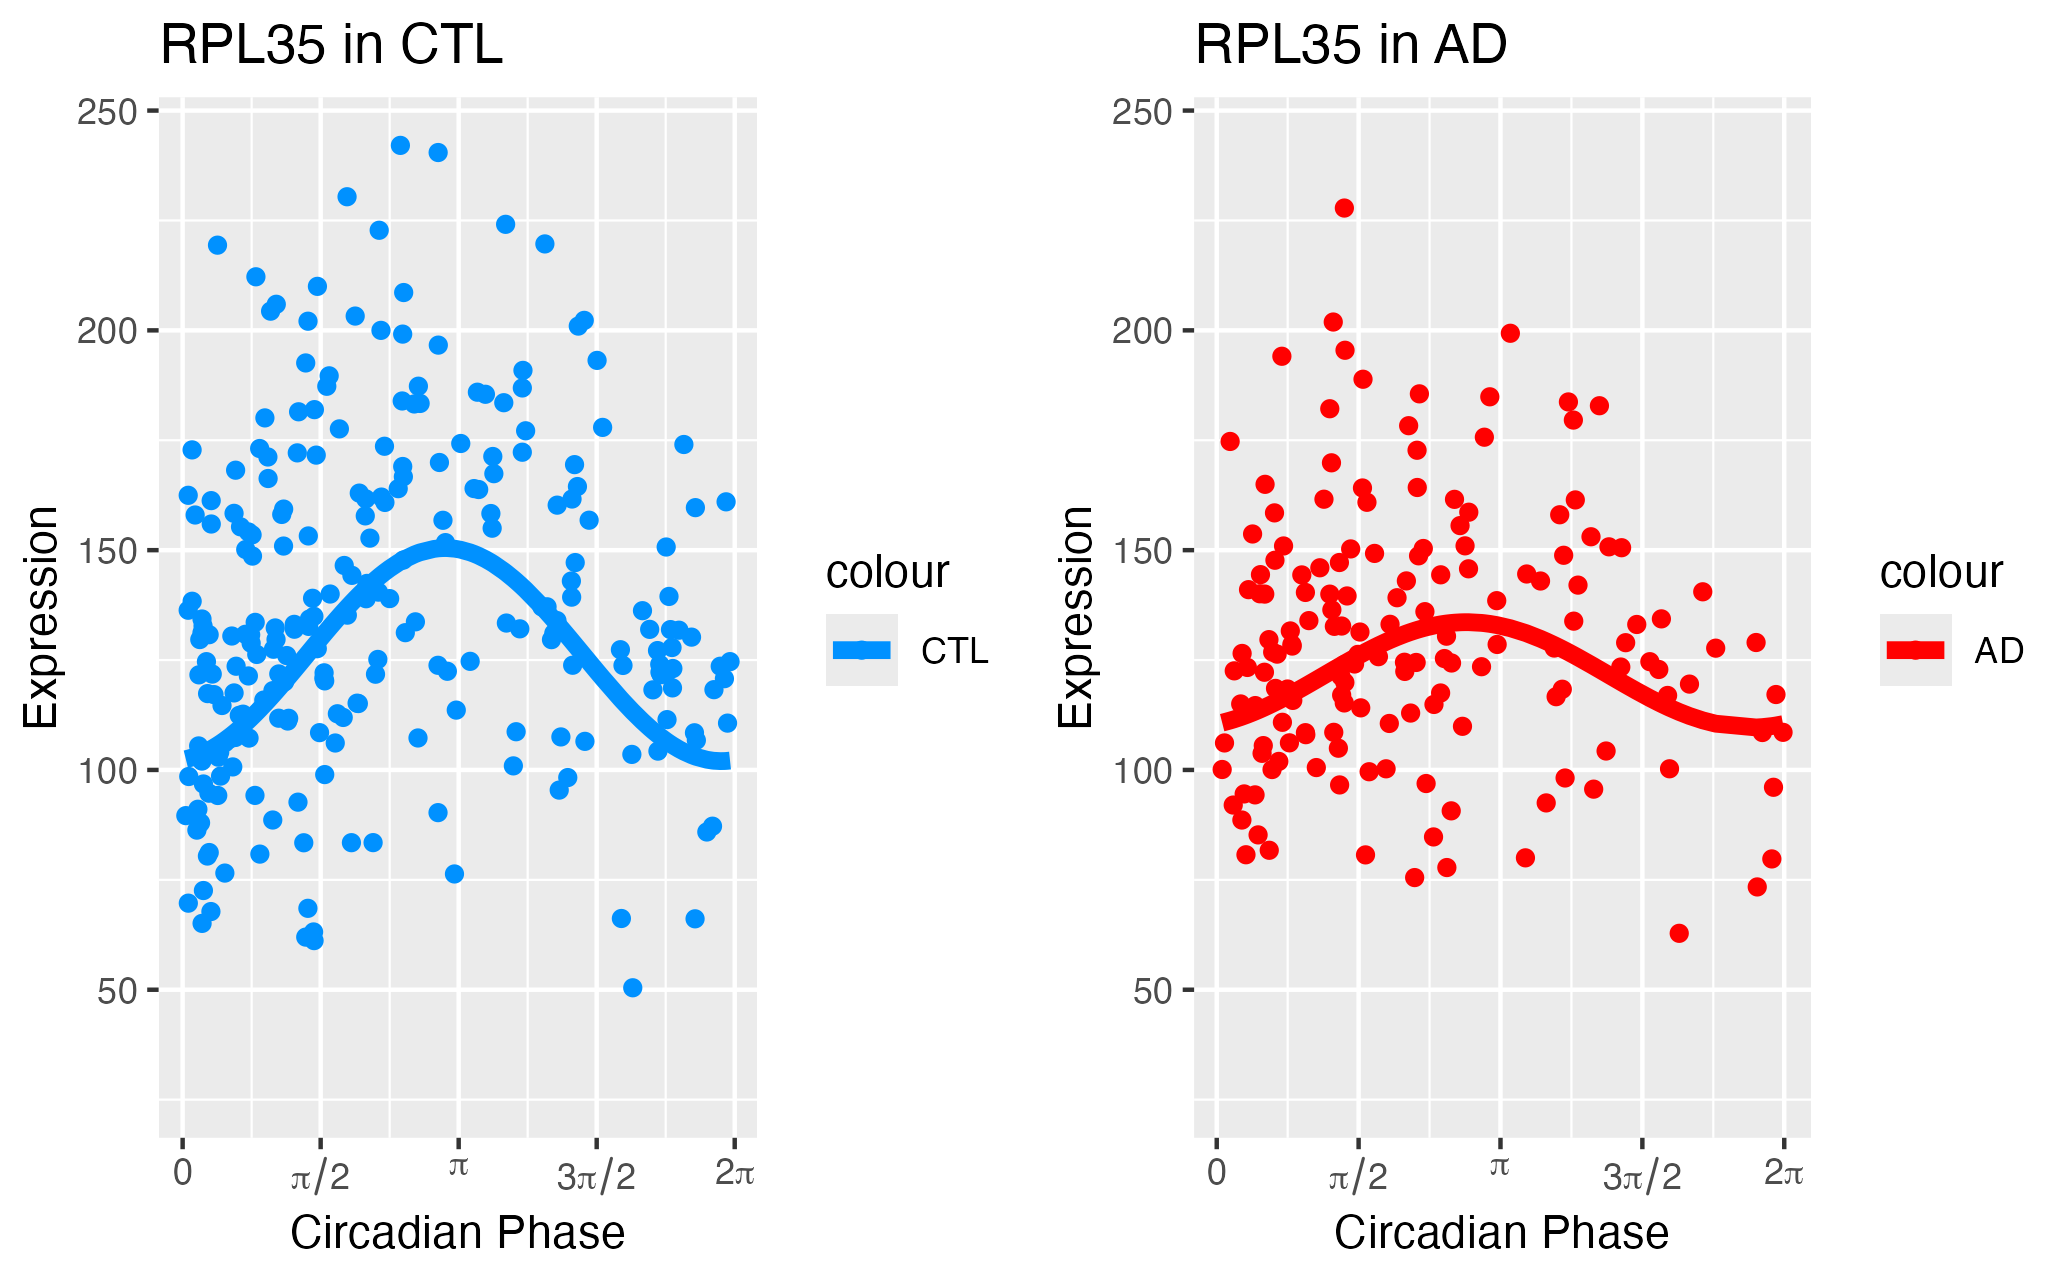 RPL35 in CTL
250
200
150
100
50
Expression
0 π/2 π 3π/2 2π
Circadian Phase
colour
CTL
RPL35 in AD
250
200
150
100
50
Expression
0 π/2 π 3π/2 2π
Circadian Phase
colour
AD